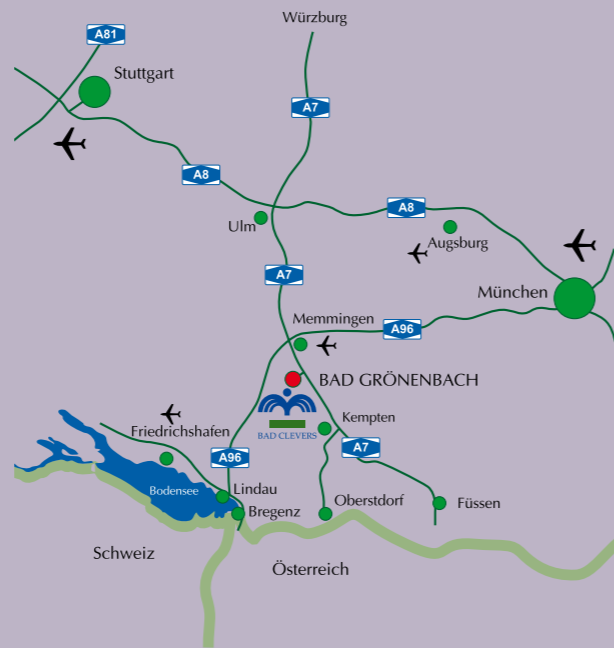 Würzburg
A81
Stuttgart
A7
A8
A8
Ulm
Augsburg
A7
München
Memmingen
A96
BAD GRÖNENBACH
Kempten
Friedrichshafen
BAD CLEVERS
A7
A96
Bodensee
Lindau
Oberstdorf
Füssen
Bregenz
Schweiz
Österreich